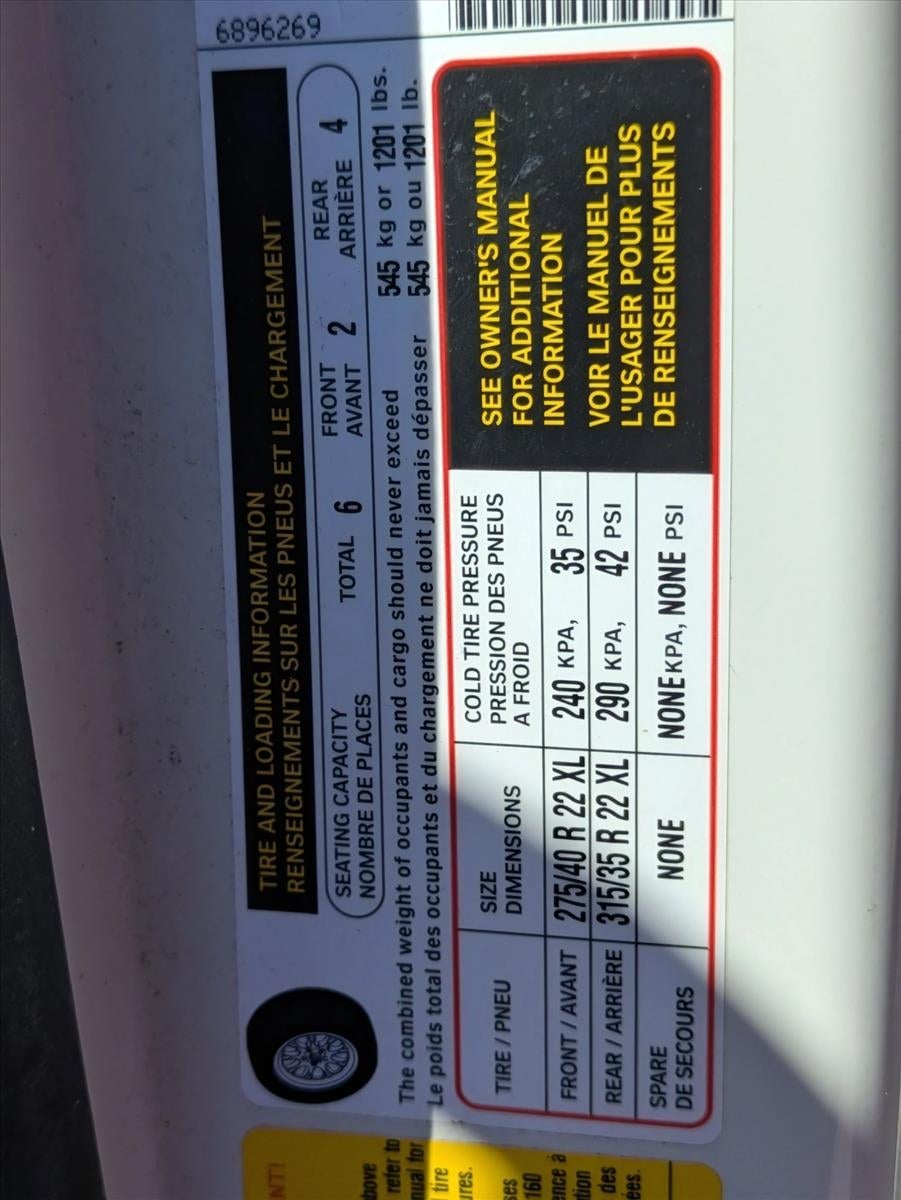 6896269
TIRE AND LOADING INFORMATION
RENSEIGNEMENTS SUR LES PNEUS ET LE CHARGEMENT
SEATING CAPACITY
NOMBRE DE PLACES
TOTAL 6
FRONT
AVANT 2
REAR
ARRIÈRE 4
The combined weight of occupants and cargo should never exceed 545 kg or 1201 lbs.
Le poids total des occupants et du chargement ne doit jamais dépasser 545 kg ou 1201 lb.
TIRE / PNEU
SIZE
DIMENSIONS
COLD TIRE PRESSURE
PRESSION DES PNEUS
A FROID
FRONT / AVANT 275/40 R 22 XL 240 KPA, 35 PSI
REAR / ARRIÈRE 315/35 R 22 XL 290 KPA, 42 PSI
SPARE
DE SECOURS
NONE NONE KPA, NONE PSI
SEE OWNER'S MANUAL
FOR ADDITIONAL
INFORMATION
VOIR LE MANUEL DE
L'USAGER POUR PLUS
DE RENSEIGNEMENTS
refer to
tire
160
des